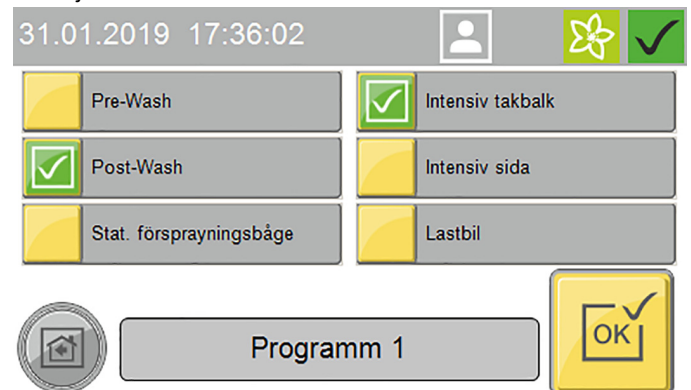 31.01.2019 17:36:02
Pre-Wash
Intensiv takbalk
Post-Wash
Intensiv sida
Stat. försprayningsbåge
Lastbil
Programm 1
OK